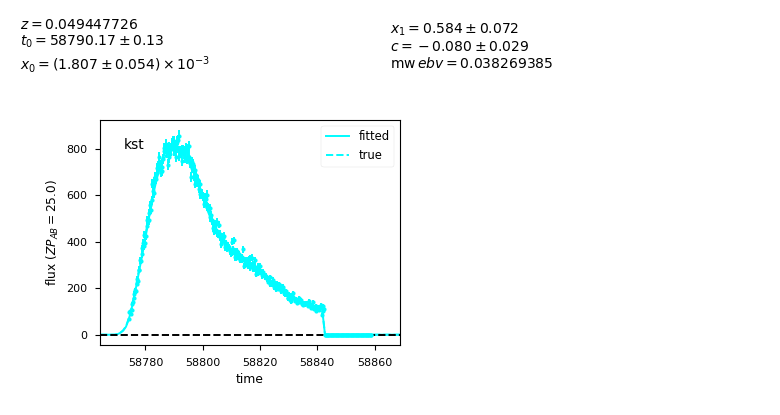 z = 0.049447726
t₀ = 58790.17 ± 0.13
x₀ = (1.807 ± 0.054) × 10⁻³
x₁ = 0.584 ± 0.072
c = −0.080 ± 0.029
mw ebv = 0.038269385
kst
fitted
true
flux (ZP_AB = 25.0)
800
600
400
200
0
58780 58800 58820 58840 58860
time